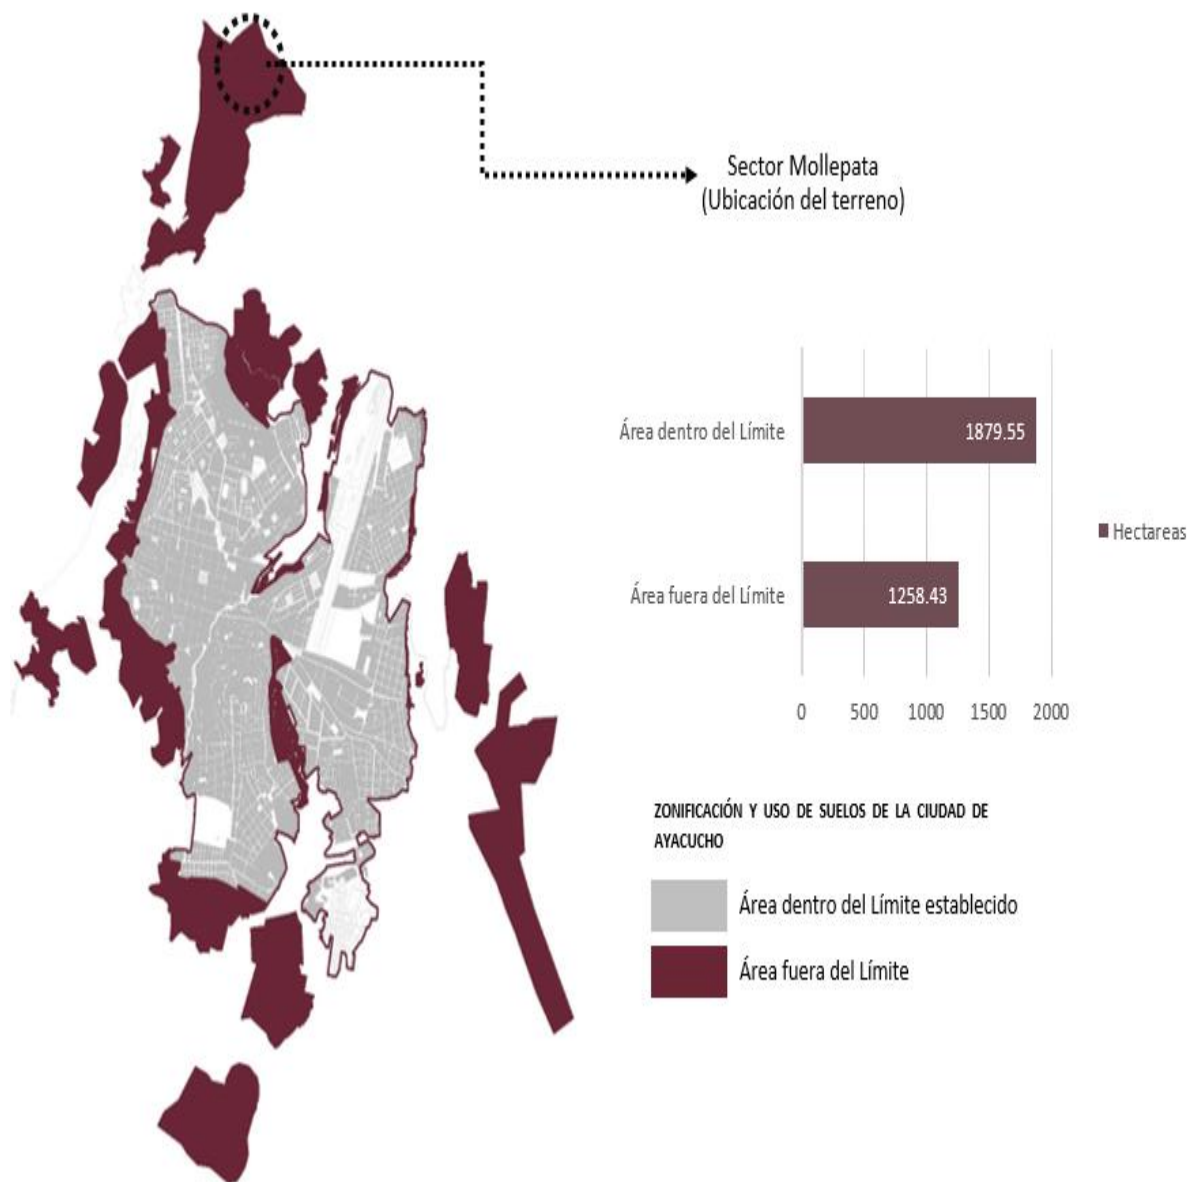 Sector Mollepata
(Ubicación del terreno)
Área dentro del Límite
1879.55
Área fuera del Límite
1258.43
Hectareas
0 500 1000 1500 2000
ZONIFICACIÓN Y USO DE SUELOS DE LA CIUDAD DE
AYACUCHO
Área dentro del Límite establecido
Área fuera del Límite